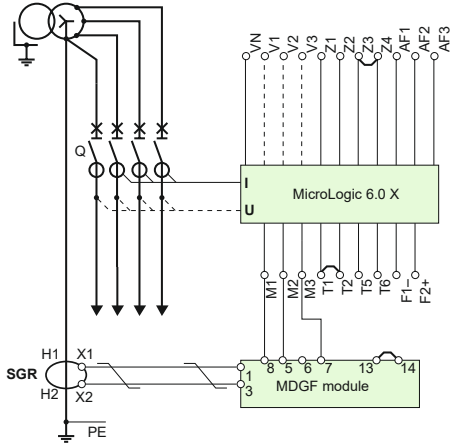 VN
V1
V2
V3
Z1
Z2
Z3
Z4
AF1
AF2
AF3
Q
I
U
MicroLogic 6.0 X
M1
M2
M3
T1
T2
T5
T6
F1–
F2+
SGR
H1
X1
H2
X2
1
3
8
5
6
7
13
14
MDGF module
PE